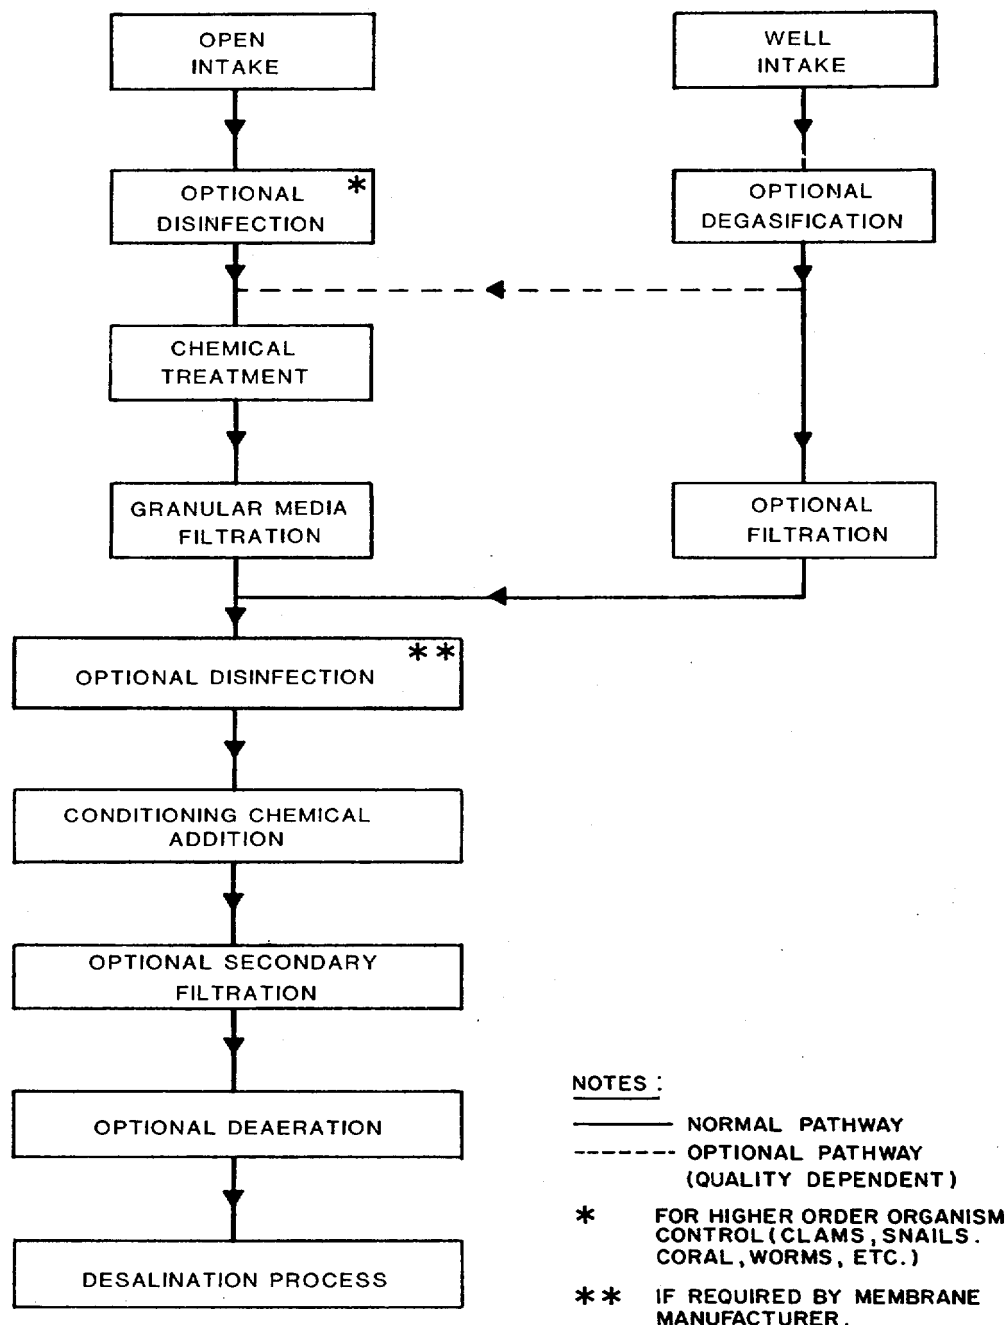 OPEN
INTAKE
WELL
INTAKE
OPTIONAL *
DISINFECTION
OPTIONAL
DEGASIFICATION
CHEMICAL
TREATMENT
GRANULAR MEDIA
FILTRATION
OPTIONAL
FILTRATION
**
OPTIONAL DISINFECTION
CONDITIONING CHEMICAL
ADDITION
OPTIONAL SECONDARY
FILTRATION
OPTIONAL DEAERATION
DESALINATION PROCESS
NOTES :
NORMAL PATHWAY
OPTIONAL PATHWAY
(QUALITY DEPENDENT)
* FOR HIGHER ORDER ORGANISM
CONTROL (CLAMS, SNAILS.
CORAL, WORMS, ETC.)
** IF REQUIRED BY MEMBRANE
MANUFACTURER.